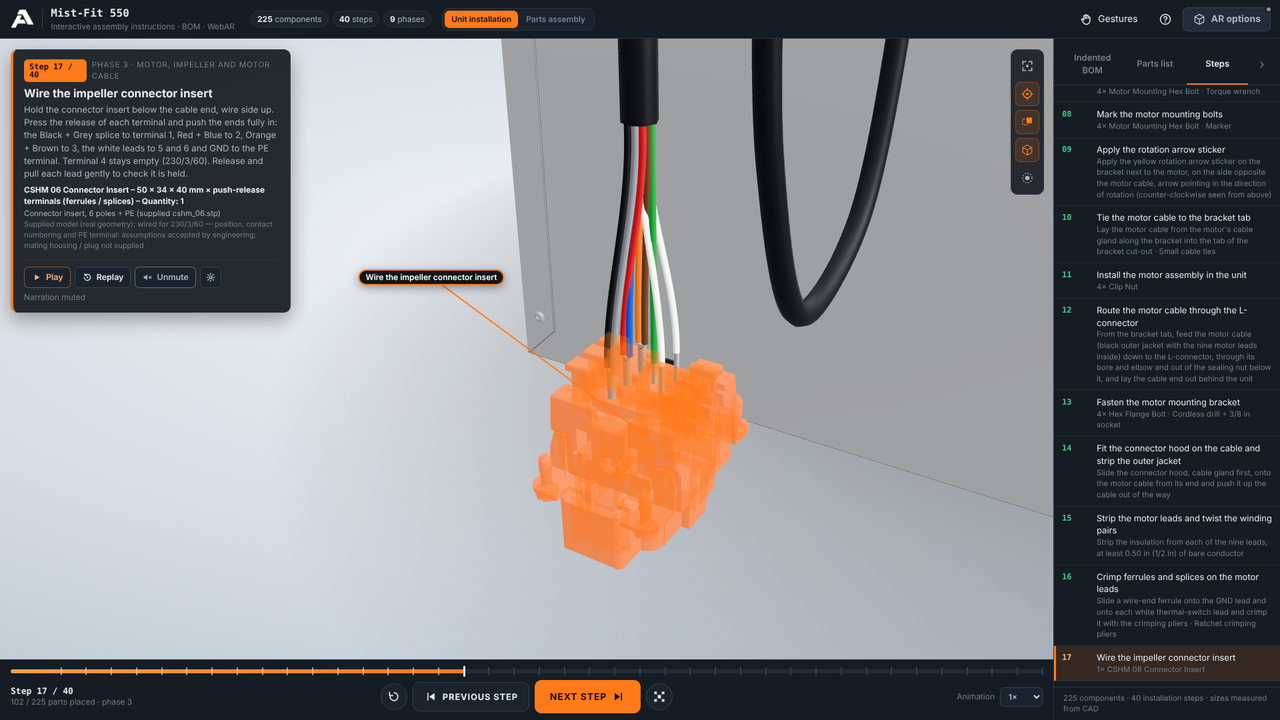 Mist-Fit 550
Interactive assembly instructions · BOM · WebAR
225 components
40 steps
9 phases
Unit installation
Parts assembly
Gestures
AR options
Step 17 / 40
PHASE 3 · MOTOR, IMPELLER AND MOTOR CABLE
Wire the impeller connector insert
Hold the connector insert below the cable end, wire side up.
Press the release of each terminal and push the ends fully in:
the Black + Grey splice to terminal 1, Red + Blue to 2, Orange
+ Brown to 3, the white leads to 5 and 6 and GND to the PE
terminal. Terminal 4 stays empty (230/3/60). Release and
pull each lead gently to check it is held.
CSHM 06 Connector Insert – 50 × 34 × 40 mm × push-release
terminals (ferrules / splices) – Quantity: 1
Connector insert, 6 poles + PE (supplied cshm_06.stp)
Supplied model (real geometry); wired for 230/3/60 — position, contact
numbering and PE terminal: assumptions accepted by engineering;
mating housing / plug not supplied
Play
Replay
Unmute
Narration muted
Wire the impeller connector insert
Indented BOM
Parts list
Steps
4× Motor Mounting Hex Bolt · Torque wrench
08
Mark the motor mounting bolts
4× Motor Mounting Hex Bolt · Marker
09
Apply the rotation arrow sticker
Apply the yellow rotation arrow sticker on the
bracket next to the motor, on the side opposite
the motor cable, arrow pointing in the direction
of rotation (counter-clockwise seen from above)
10
Tie the motor cable to the bracket tab
Lay the motor cable from the motor's cable
gland along the bracket into the tab of the
bracket cut-out · Small cable ties
11
Install the motor assembly in the unit
4× Clip Nut
12
Route the motor cable through the L-
connector
From the bracket tab, feed the motor cable
(black outer jacket with the nine motor leads
inside) down to the L-connector, through its
bore and elbow and out of the sealing nut below
it, and lay the cable end out behind the unit
13
Fasten the motor mounting bracket
4× Hex Flange Bolt · Cordless drill + 3/8 in
socket
14
Fit the connector hood on the cable and
strip the outer jacket
Slide the connector hood, cable gland first, onto
the motor cable from its end and push it up the
cable out of the way
15
Strip the motor leads and twist the winding
pairs
Strip the insulation from each of the nine leads,
at least 0.50 in (1/2 in) of bare conductor
16
Crimp ferrules and splices on the motor
leads
Slide a wire-end ferrule onto the GND lead and
onto each white thermal-switch lead and crimp
it with the crimping pliers · Ratchet crimping
pliers
17
Wire the impeller connector insert
1× CSHM 06 Connector Insert
225 components · 40 installation steps · sizes measured
from CAD
Step 17 / 40
102 / 225 parts placed · phase 3
PREVIOUS STEP
NEXT STEP
Animation
1×